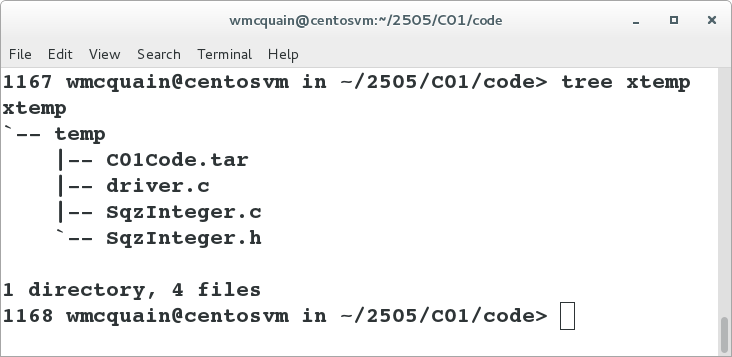 wmcquain@centosvm:~/2505/C01/code
File Edit View Search Terminal Help
1167 wmcquain@centosvm in ~/2505/C01/code> tree xtemp
xtemp
`-- temp
    |-- C01Code.tar
    |-- driver.c
    |-- SqzInteger.c
    `-- SqzInteger.h

1 directory, 4 files
1168 wmcquain@centosvm in ~/2505/C01/code>